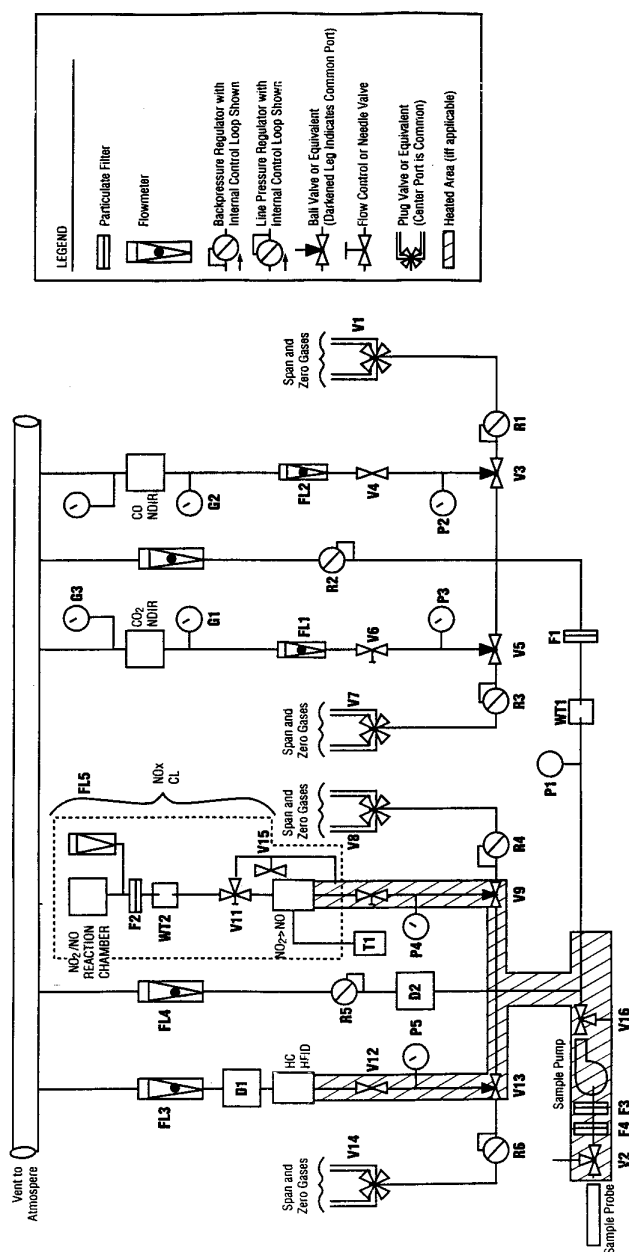 LEGEND
Particulate Filter
Flowmeter
Backpressure Regulator with
Internal Control Loop Shown
Line Pressure Regulator with
Internal Control Loop Shown
Ball Valve or Equivalent
(Darkened Leg Indicates Common Port)
Flow Control or Needle Valve
Plug Valve or Equivalent
(Center Port is Common)
Heated Area (iff applicable)
Vent to
Atmospere
Span and
Zero Gases
V1
R1
CO
NDIR
G2
FL2
V4
P2
V3
R2
G3
CO2
NDIR
G1
FL1
V6
P3
V5
F1
WT1
P1
R3
Span and
Zero Gases
V7
Span and
Zero Gases
V8
R4
V9
FL5
NOx
CL
NO2/NO
REACTION
CHAMBER
F2
WT2
V11
V15
NO2>NO
T1
P4
FL4
R5
D2
FL3
D1
HC
HFID
V12
P5
V13
Span and
Zero Gases
V14
R6
Sample Pump
V16
F3
F4
V2
Sample Probe